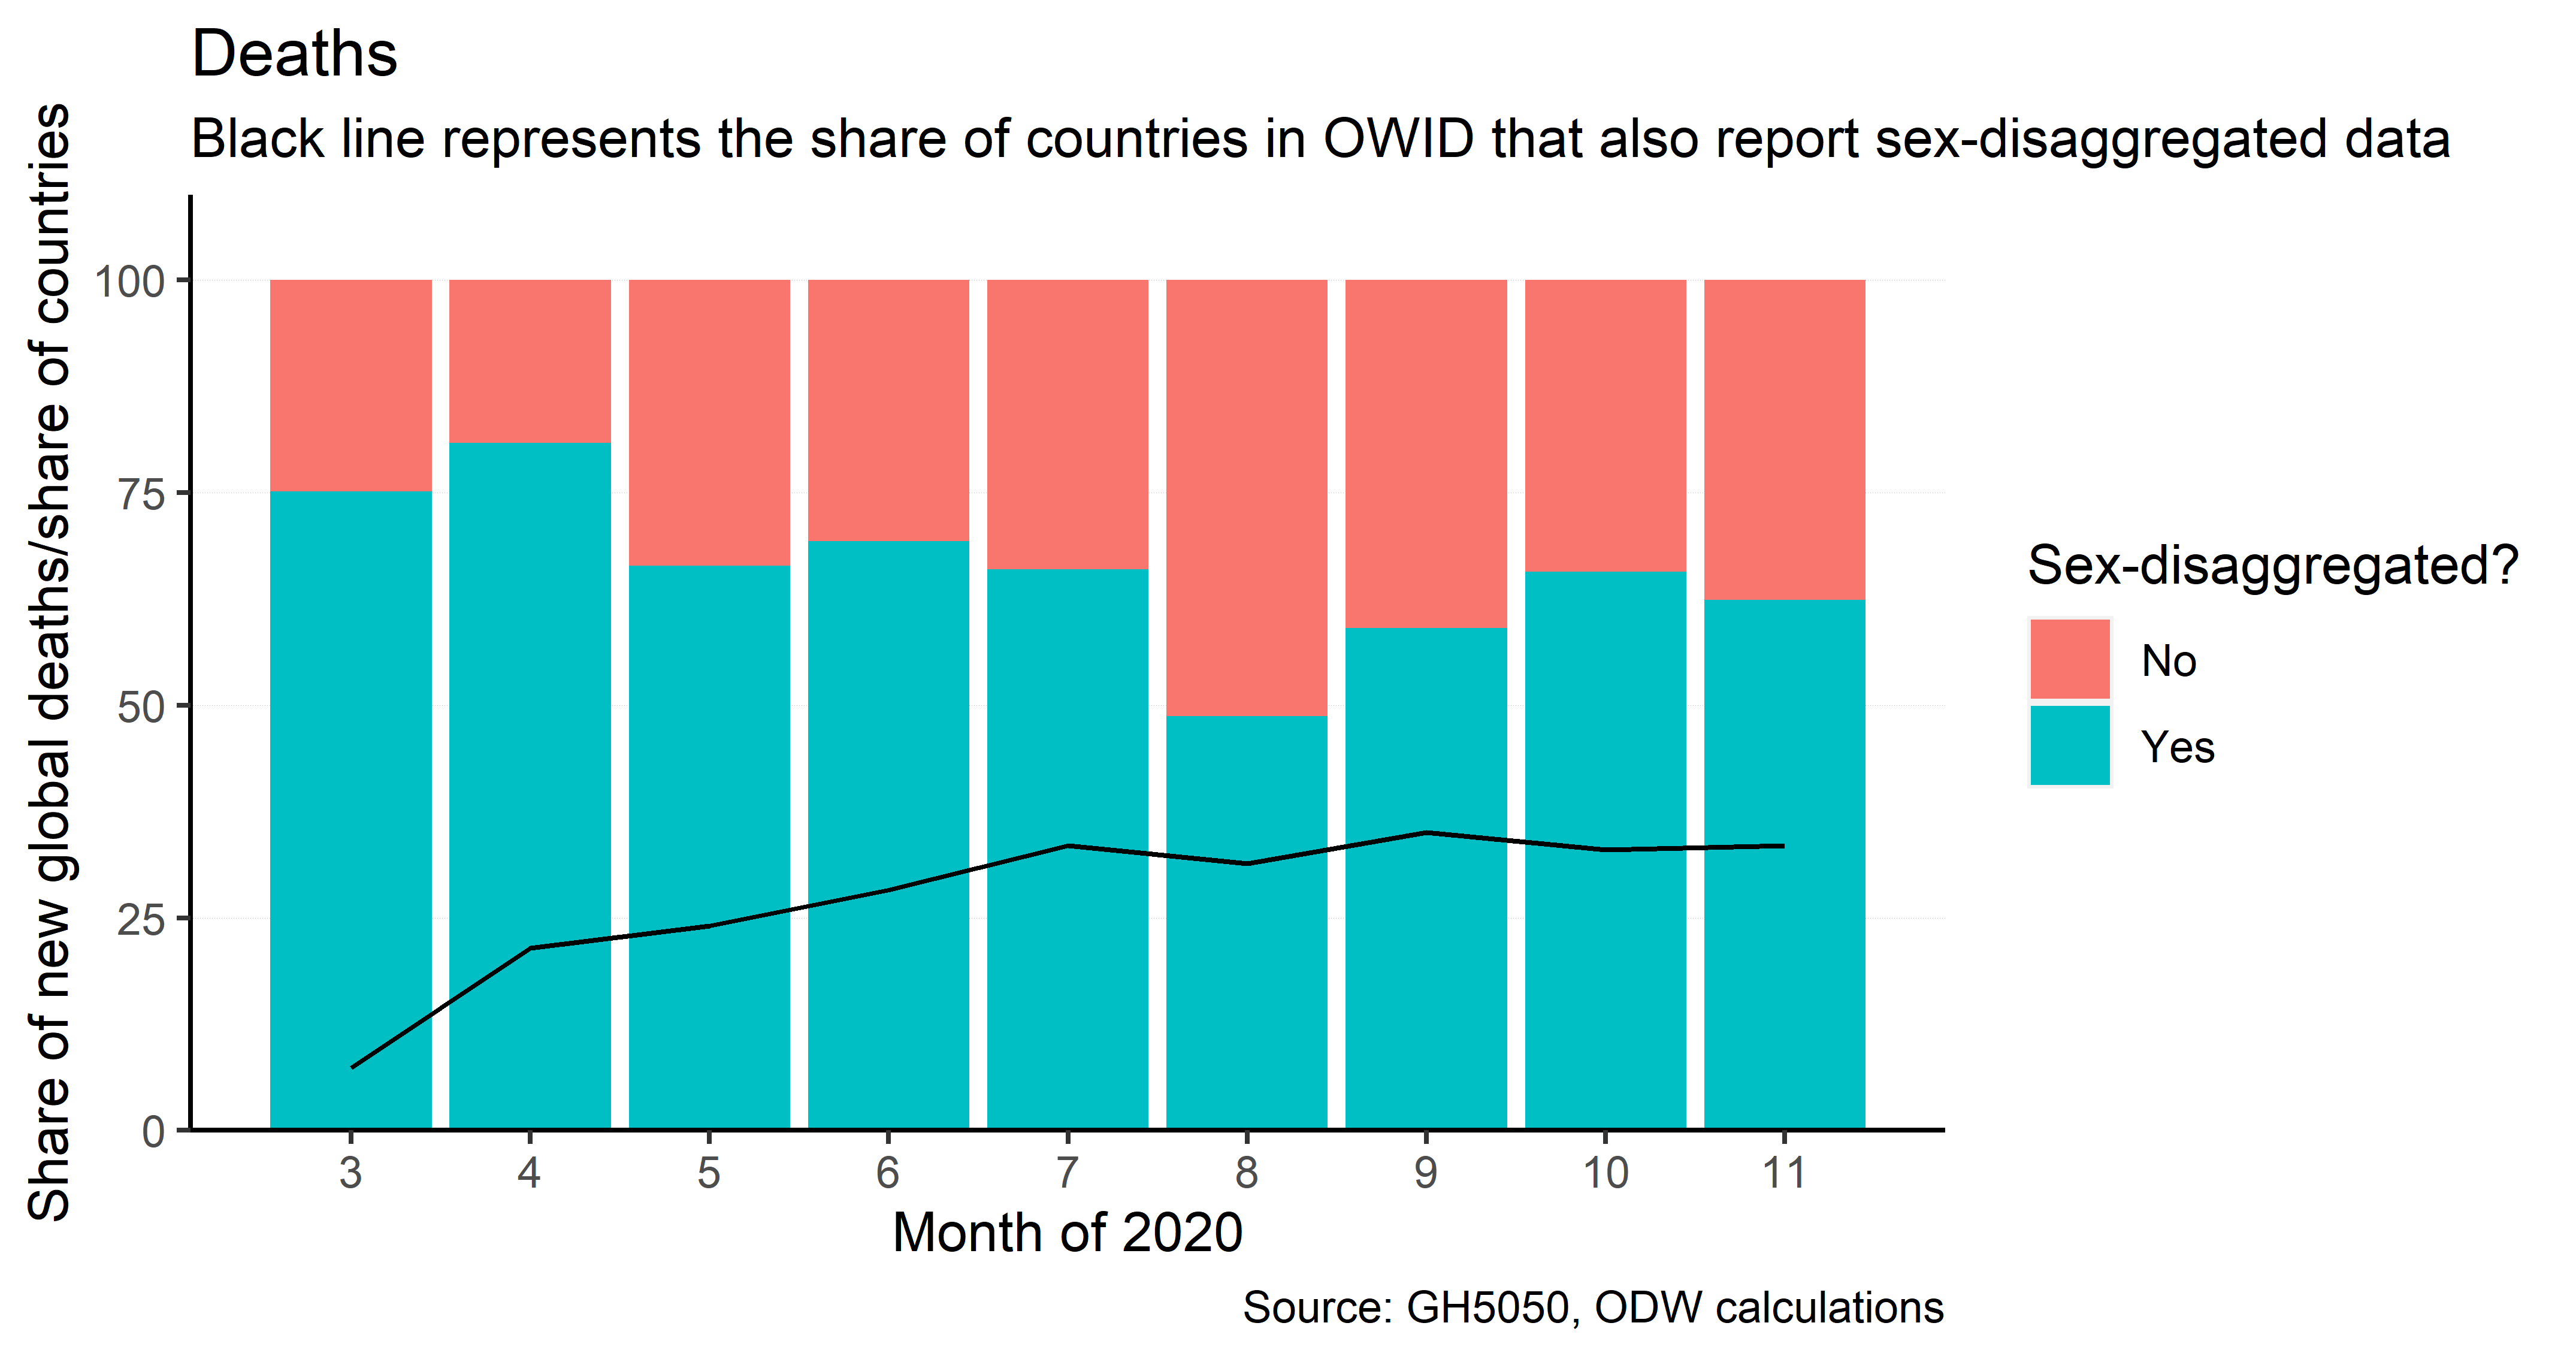 Deaths
Black line represents the share of countries in OWID that also report sex-disaggregated data
Share of new global deaths/share of countries
100
75
50
25
0
3 4 5 6 7 8 9 10 11
Month of 2020
Sex-disaggregated?
No
Yes
Source: GH5050, ODW calculations